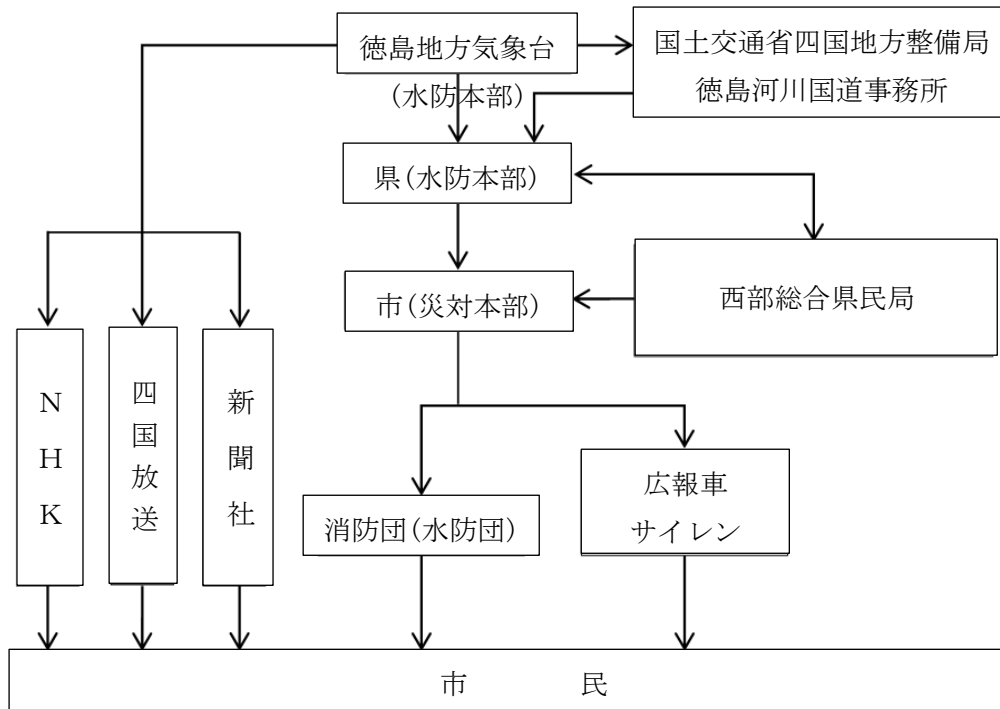 徳島地方気象台
国土交通省四国地方整備局
徳島河川国道事務所
(水防本部)
県(水防本部)
市(災対本部)
西部総合県民局
NHK
四国放送
新聞社
消防団(水防団)
広報車
サイレン
市 民